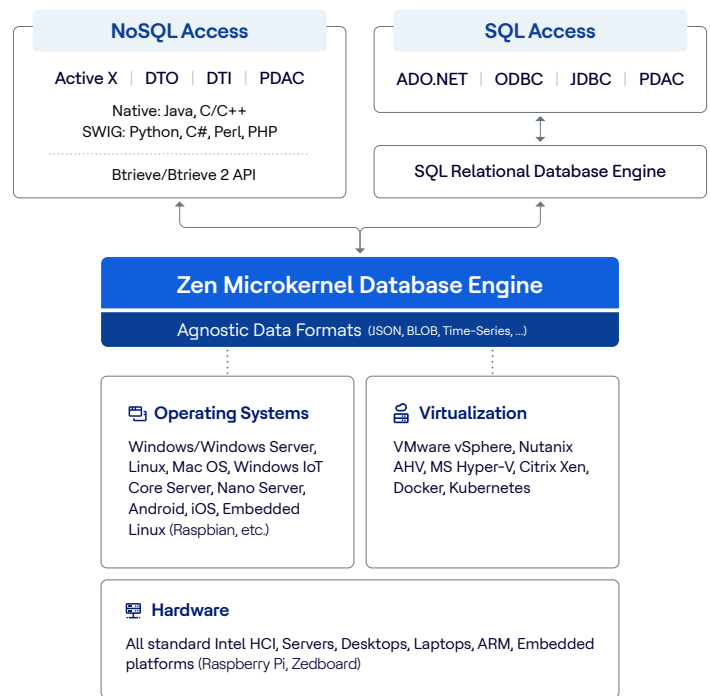 NoSQL Access
Active X | DTO | DTI | PDAC
Native: Java, C/C++
SWIG: Python, C#, Perl, PHP
Btrieve/Btrieve 2 API
SQL Access
ADO.NET | ODBC | JDBC | PDAC
SQL Relational Database Engine
Zen Microkernel Database Engine
Agnostic Data Formats (JSON, BLOB, Time-Series, ...)
Operating Systems
Windows/Windows Server,
Linux, Mac OS, Windows IoT
Core Server, Nano Server,
Android, iOS, Embedded
Linux (Raspbian, etc.)
Virtualization
VMware vSphere, Nutanix
AHV, MS Hyper-V, Citrix Xen,
Docker, Kubernetes
Hardware
All standard Intel HCI, Servers, Desktops, Laptops, ARM, Embedded
platforms (Raspberry Pi, Zedboard)